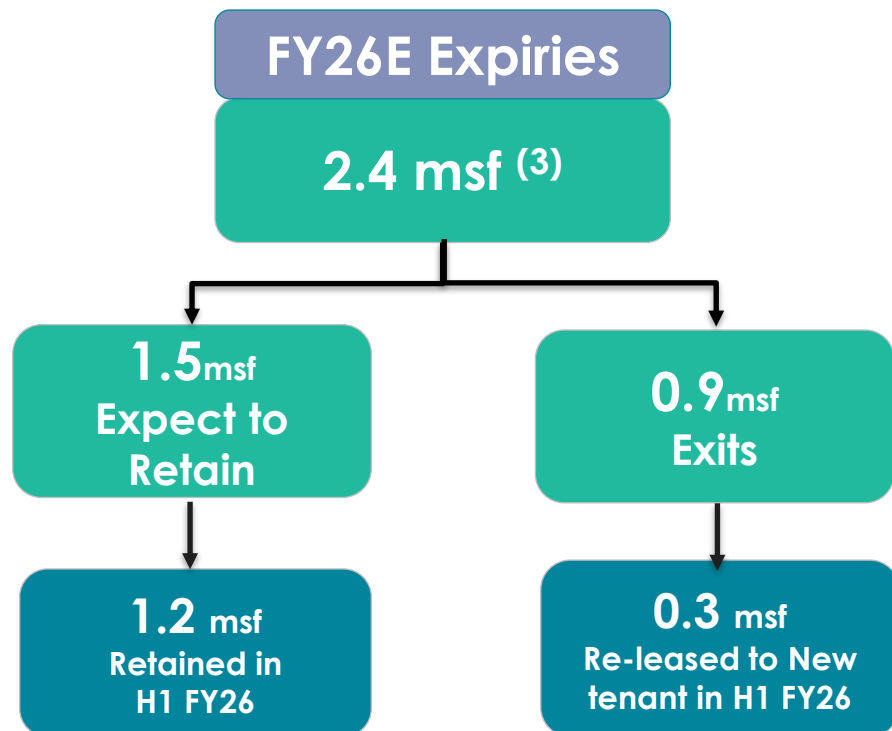 FY26E Expiries
2.4 msf (3)
1.5msf
Expect to
Retain
0.9msf
Exits
1.2 msf
Retained in
H1 FY26
0.3 msf
Re-leased to New
tenant in H1 FY26